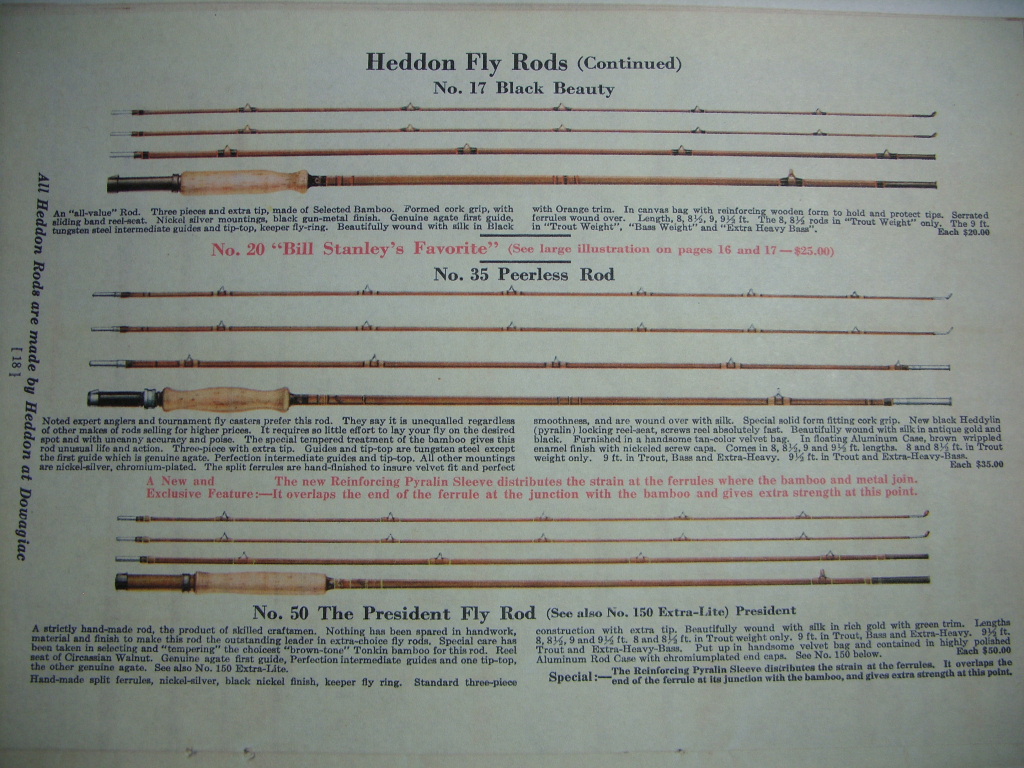 Heddon Fly Rods (Continued)
No. 17 Black Beauty
An "all-value" Rod. Three pieces and extra tip, made of Selected Bamboo. Formed cork grip, with
sliding band reel-seat. Nickel silver mountings, black gun-metal finish. Genuine agate first guide,
tungsten steel intermediate guides and tip-top, keeper fly-ring. Beautifully wound with silk in Black
with Orange trim. In canvas bag with reinforcing wooden form to hold and protect tips. Serrated
ferrules wound over. Length, 8, 8½, 9, 9½ ft. The 8, 8½ rods in "Trout Weight" only. The 9 ft.
in "Trout Weight", "Bass Weight" and "Extra Heavy Bass".
Each $20.00
No. 20 "Bill Stanley's Favorite" (See large illustration on pages 16 and 17—$25.00)
No. 35 Peerless Rod
Noted expert anglers and tournament fly casters prefer this rod. They say it is unequalled regardless
of other makes of rods selling for higher prices. It requires so little effort to lay your fly on the desired
spot and with uncanny accuracy and poise. The special tempered treatment of the bamboo gives this
rod unusual life and action. Three-piece with extra tip. Guides and tip-top are tungsten steel except
the first guide which is genuine agate. Perfection intermediate guides and tip-top. All other mountings
are nickel-silver, chromium-plated. The split ferrules are hand-finished to insure velvet fit and perfect
smoothness, and are wound over with silk. Special solid form fitting cork grip. New black Heddylin
(pyralin) locking reel-seat, screws reel absolutely fast. Beautifully wound with silk in antique gold and
black. Furnished in a handsome tan-color velvet bag. In floating Aluminum Case, brown wrippled
enamel finish with nickeled screw caps. Comes in 8, 8½, 9 and 9½ ft. lengths. 8 and 8½ ft. in Trout
weight only. 9 ft. in Trout, Bass and Extra-Heavy. 9½ ft. in Trout and Extra-Heavy-Bass.
Each $35.00
A New and The new Reinforcing Pyralin Sleeve distributes the strain at the ferrules where the bamboo and metal join.
Exclusive Feature:—It overlaps the end of the ferrule at the junction with the bamboo and gives extra strength at this point.
No. 50 The President Fly Rod (See also No. 150 Extra-Lite) President
A strictly hand-made rod, the product of skilled craftsmen. Nothing has been spared in handwork,
material and finish to make this rod the outstanding leader in extra-choice fly rods. Special care has
been taken in selecting and "tempering" the choicest "brown-tone" Tonkin bamboo for this rod. Reel
seat of Circassian Walnut. Genuine agate first guide, Perfection intermediate guides and one tip-top,
the other genuine agate. See also No. 150 Extra-Lite.
Hand-made split ferrules, nickel-silver, black nickel finish, keeper fly ring. Standard three-piece
construction with extra tip. Beautifully wound with silk in rich gold with green trim. Lengths
8, 8½, 9 and 9½ ft. 8 and 8½ ft. in Trout weight only. 9 ft. in Trout, Bass and Extra-Heavy. 9½ ft.
Trout and Extra-Heavy-Bass. Put up in handsome velvet bag and contained in highly polished
Aluminum Rod Case with chromiumplated end caps. See No. 150 below.
Each $50.00
Special:—The Reinforcing Pyralin Sleeve distributes the strain at the ferrules. It overlaps the
end of the ferrule at its junction with the bamboo, and gives extra strength at this point.
All Heddon Rods are made by Heddon at Dowagiac
[18]